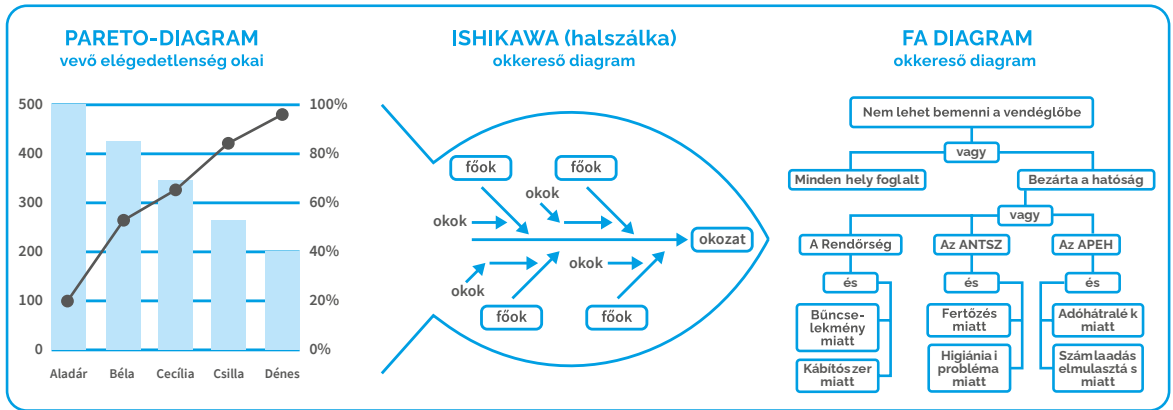 PARETO-DIAGRAM
vevő elégedetlenség okai
500
400
300
200
100
0
100%
80%
60%
40%
20%
0%
Aladár
Béla
Cecília
Csilla
Dénes
ISHIKAWA (halszálka)
okkereső diagram
főok
főok
okok
okok
okozat
okok
okok
főok
főok
FA DIAGRAM
okkereső diagram
Nem lehet bemenni a vendéglőbe
vagy
Minden hely foglalt
Bezárta a hatóság
vagy
A Rendőrség
Az ANTSZ
Az APEH
és
és
és
Bűncse-
lekmény
miatt
Fertőzés
miatt
Adóhátralé k
miatt
Kábítószer
miatt
Higiénia i
probléma
miatt
Számlaadás
elmulasztá s
miatt